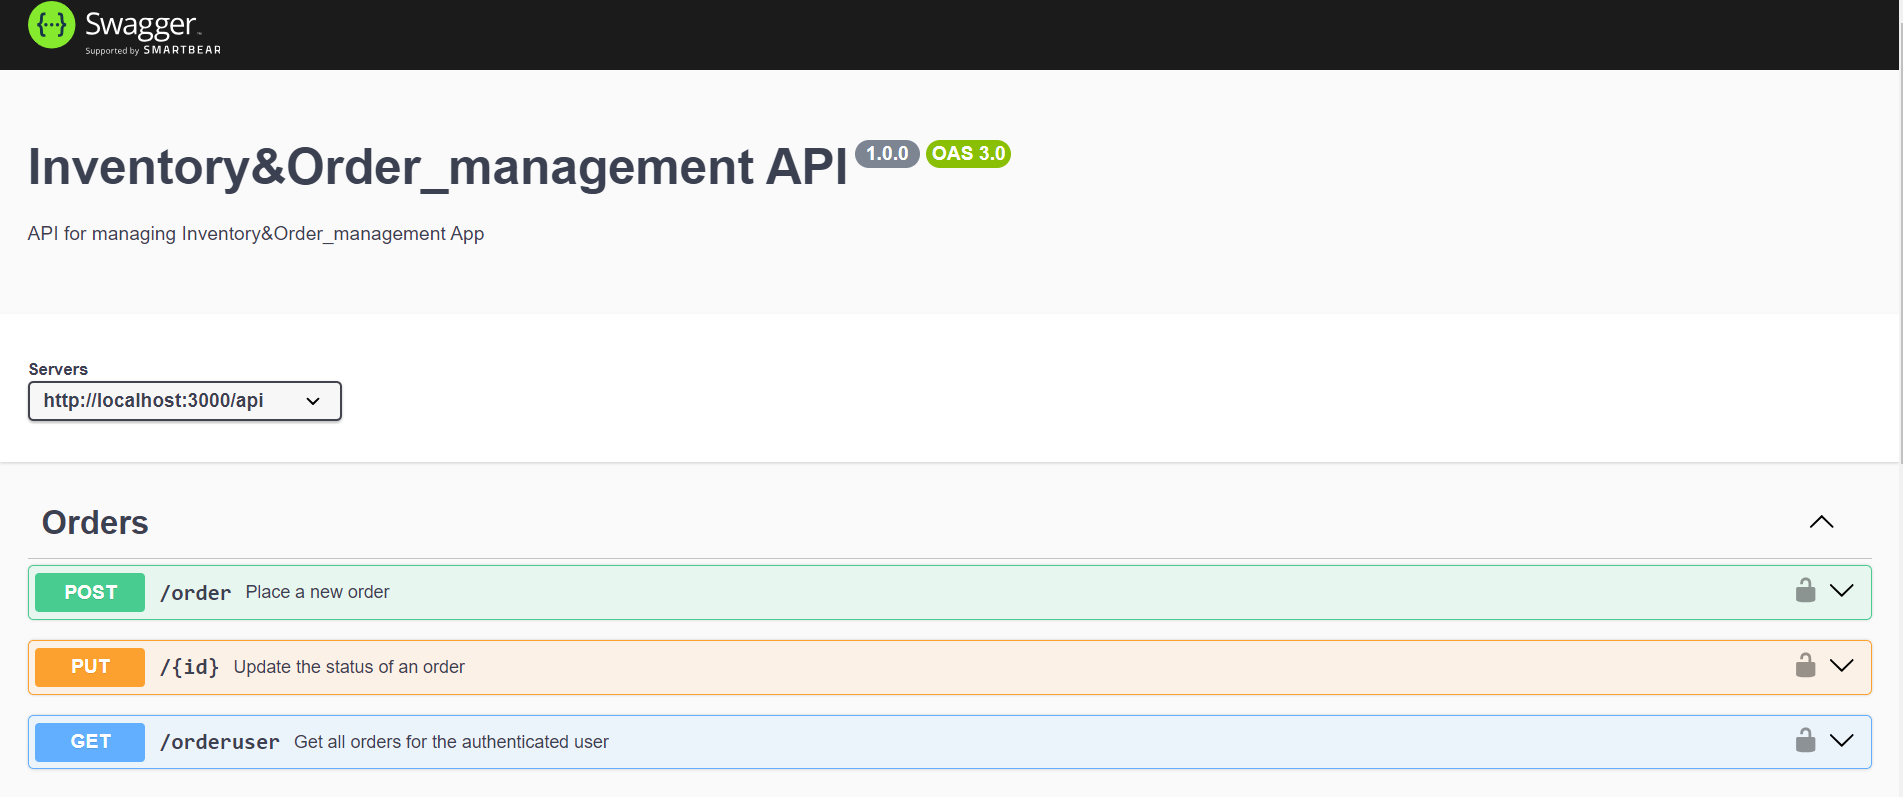 {···} Swagger™
Supported by SMARTBEAR
Inventory&Order_management API 1.0.0 OAS 3.0
API for managing Inventory&Order_management App
Servers
http://localhost:3000/api
Orders
POST /order Place a new order
PUT /{id} Update the status of an order
GET /orderuser Get all orders for the authenticated user